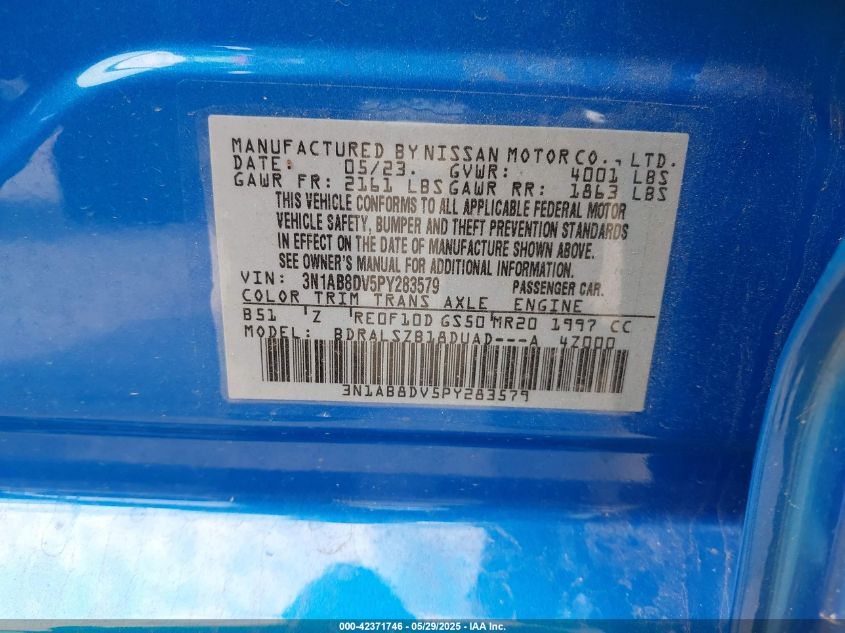 MANUFACTURED BY NISSAN MOTOR CO., LTD.
DATE: 05/23. GVWR: 4001 LBS
GAWR FR: 2161 LBS GAWR RR: 1863 LBS
THIS VEHICLE CONFORMS TO ALL APPLICABLE FEDERAL MOTOR
VEHICLE SAFETY, BUMPER AND THEFT PREVENTION STANDARDS
IN EFFECT ON THE DATE OF MANUFACTURE SHOWN ABOVE.
SEE OWNER'S MANUAL FOR ADDITIONAL INFORMATION.
VIN: 3N1AB8DV5PY283579 PASSENGER CAR.
COLOR TRIM TRANS AXLE ENGINE
B51 Z RE0F10D GS50 MR20 1997 CC
MODEL: BDRALSZB18DUAD---A 4Z000
3N1AB8DV5PY283579
000-42371746 - 05/29/2025 - IAA Inc.